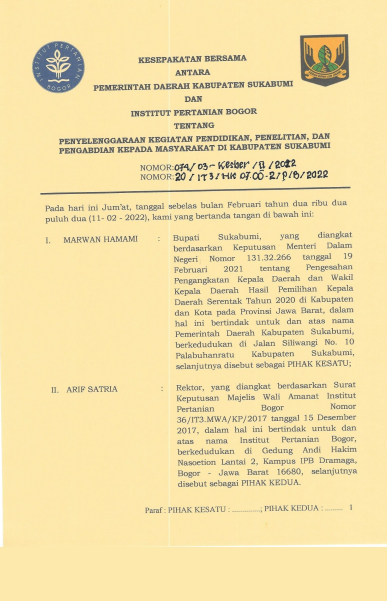 INSTITUT PERTANIAN
BOGOR
KESEPAKATAN BERSAMA
ANTARA
PEMERINTAH DAERAH KABUPATEN SUKABUMI
DAN
INSTITUT PERTANIAN BOGOR
TENTANG
PENYELENGGARAAN KEGIATAN PENDIDIKAN, PENELITIAN, DAN
PENGABDIAN KEPADA MASYARAKAT DI KABUPATEN SUKABUMI
NOMOR:074/03-Kesber/II/2022
NOMOR:20/IT3/HK 07.00-2/P/B/2022
Pada hari ini Jum'at, tanggal sebelas bulan Februari tahun dua ribu dua
puluh dua (11- 02 - 2022), kami yang bertanda tangan di bawah ini:
I. MARWAN HAMAMI : Bupati Sukabumi, yang diangkat
berdasarkan Keputusan Menteri Dalam
Negeri Nomor 131.32.266 tanggal 19
Februari 2021 tentang Pengesahan
Pengangkatan Kepala Daerah dan Wakil
Kepala Daerah Hasil Pemilihan Kepala
Daerah Serentak Tahun 2020 di Kabupaten
dan Kota pada Provinsi Jawa Barat, dalam
hal ini bertindak untuk dan atas nama
Pemerintah Daerah Kabupaten Sukabumi,
berkedudukan di Jalan Siliwangi No. 10
Palabuhanratu Kabupaten Sukabumi,
selanjutnya disebut sebagai PIHAK KESATU;
II. ARIF SATRIA : Rektor, yang diangkat berdasarkan Surat
Keputusan Majelis Wali Amanat Institut
Pertanian Bogor Nomor
36/IT3.MWA/KP/2017 tanggal 15 Desember
2017, dalam hal ini bertindak untuk dan
atas nama Institut Pertanian Bogor,
berkedudukan di Gedung Andi Hakim
Nasoetion Lantai 2, Kampus IPB Dramaga,
Bogor - Jawa Barat 16680, selanjutnya
disebut sebagai PIHAK KEDUA.
Paraf : PIHAK KESATU : ............; PIHAK KEDUA : ........ 1